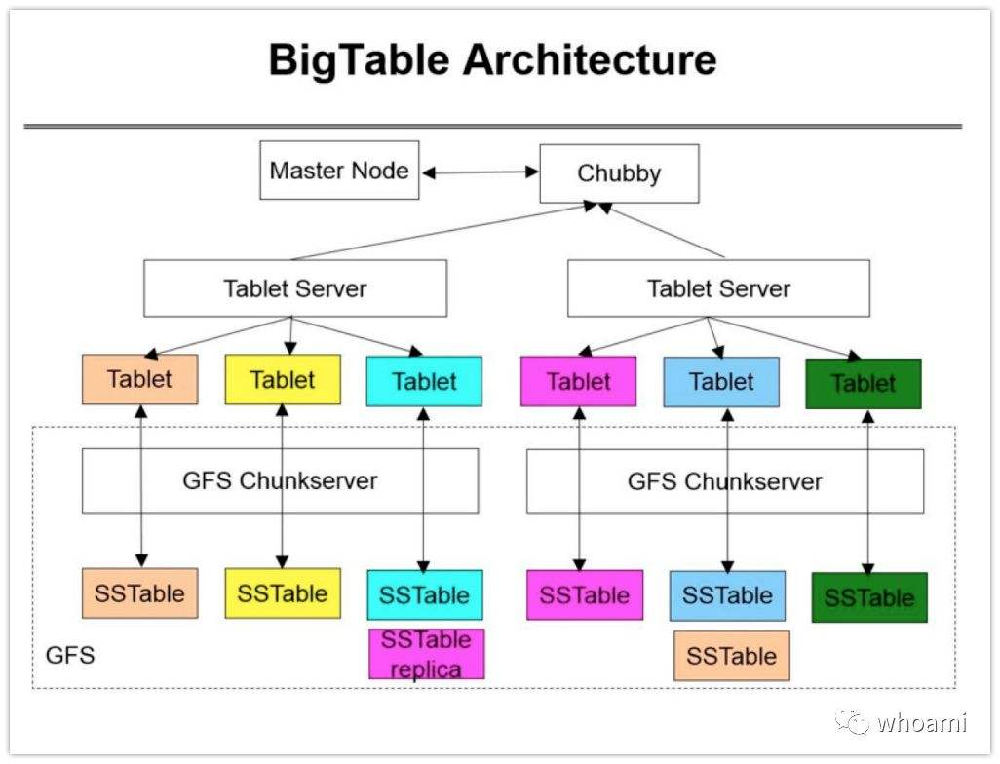 BigTable Architecture
Master Node
Chubby
Tablet Server
Tablet Server
Tablet
Tablet
Tablet
Tablet
Tablet
Tablet
GFS Chunkserver
GFS Chunkserver
SSTable
SSTable
SSTable
SSTable
SSTable
SSTable
SSTable
replica
SSTable
GFS
whoami